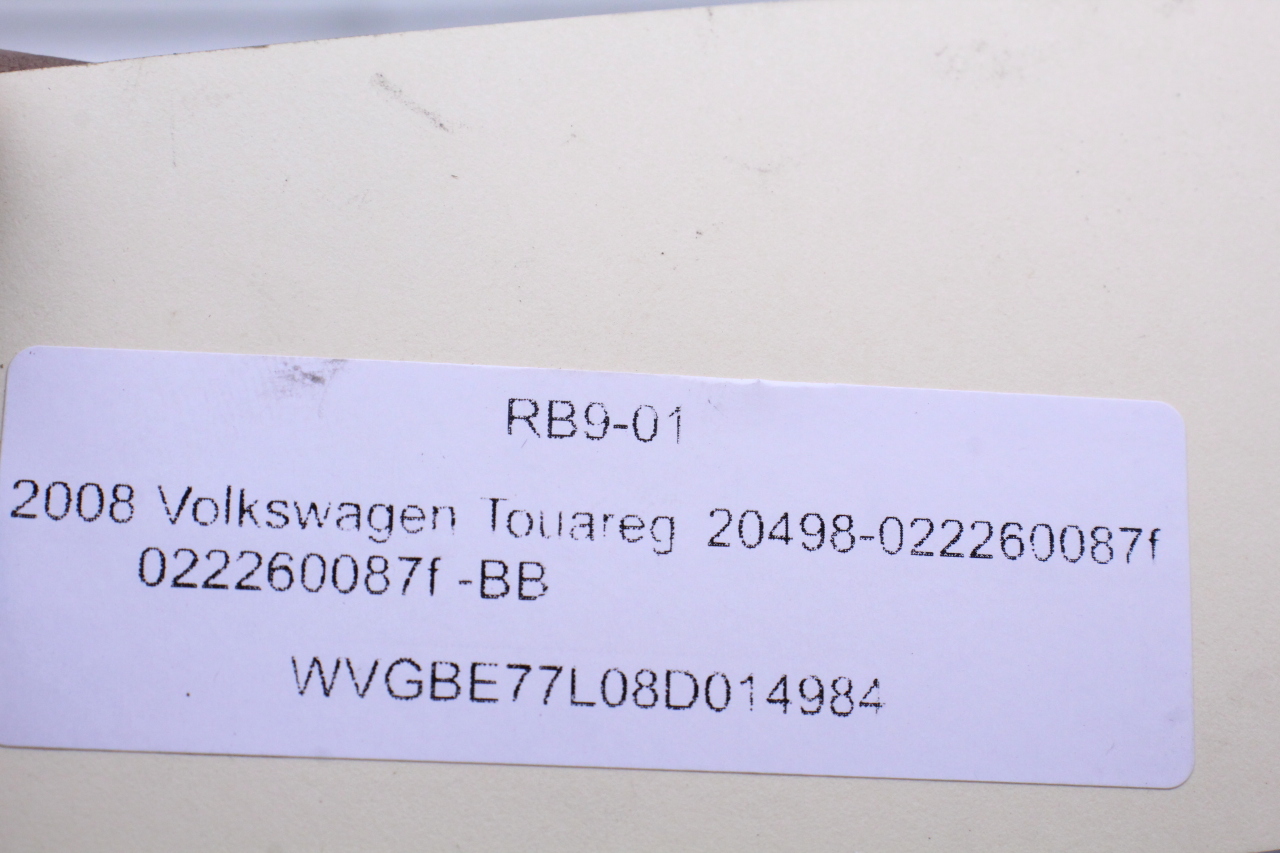 RB9-01
2008 Volkswagen Touareg 20498-022260087f
022260087f -BB
WVGBE77L08D014984